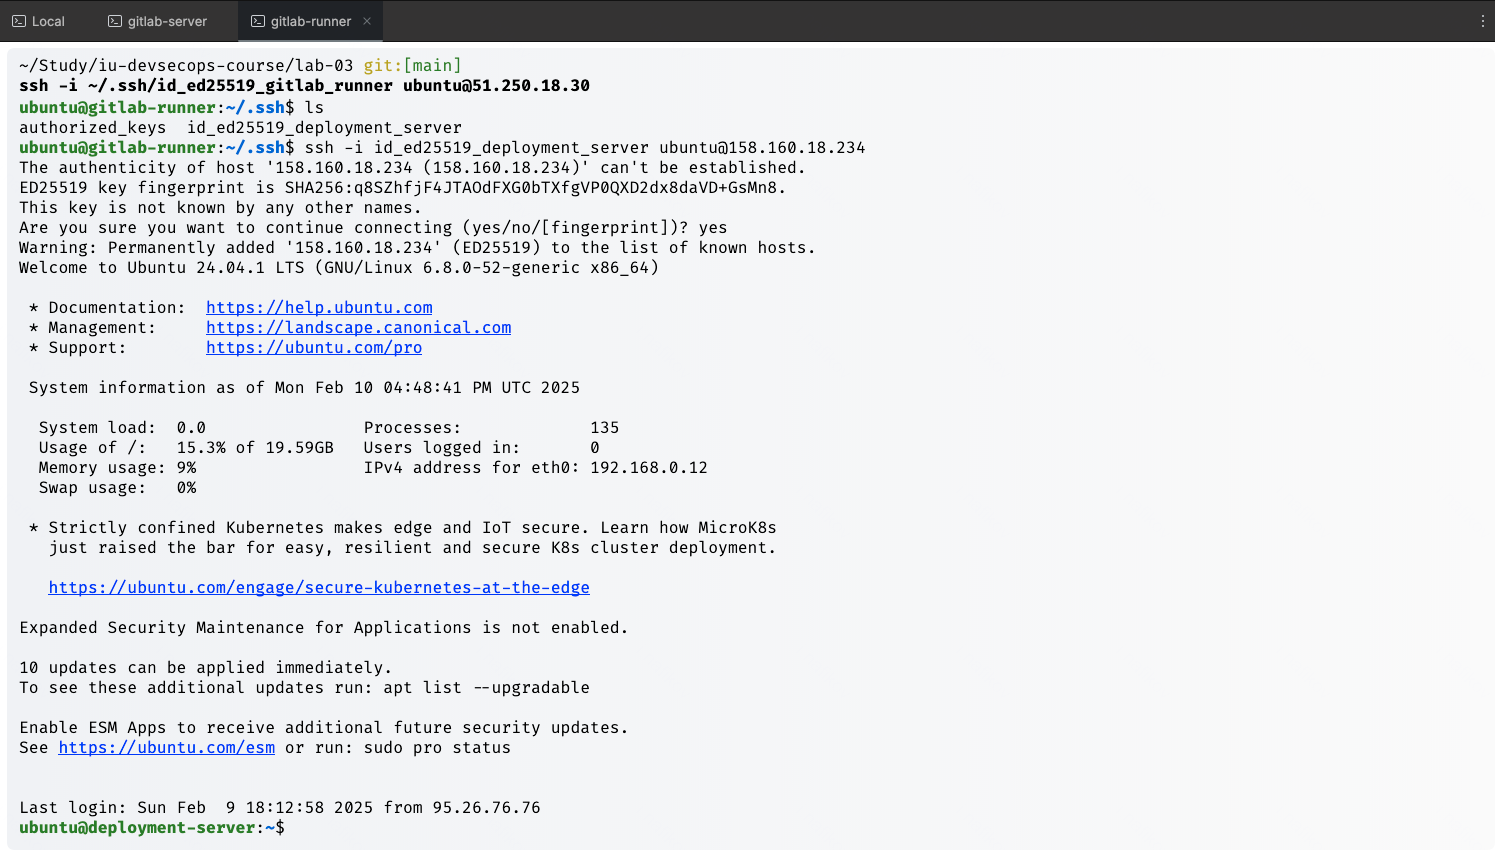 Local
gitlab-server
gitlab-runner
~/Study/iu-devsecops-course/lab-03 git:[main]
ssh -i ~/.ssh/id_ed25519_gitlab_runner ubuntu@51.250.18.30
ubuntu@gitlab-runner:~/.ssh$ ls
authorized_keys  id_ed25519_deployment_server
ubuntu@gitlab-runner:~/.ssh$ ssh -i id_ed25519_deployment_server ubuntu@158.160.18.234
The authenticity of host '158.160.18.234 (158.160.18.234)' can't be established.
ED25519 key fingerprint is SHA256:q8SZhfjF4JTAOdFXG0bTXfgVP0QXD2dx8daVD+GsMn8.
This key is not known by any other names.
Are you sure you want to continue connecting (yes/no/[fingerprint])? yes
Warning: Permanently added '158.160.18.234' (ED25519) to the list of known hosts.
Welcome to Ubuntu 24.04.1 LTS (GNU/Linux 6.8.0-52-generic x86_64)
* Documentation:  https://help.ubuntu.com
* Management:     https://landscape.canonical.com
* Support:        https://ubuntu.com/pro
System information as of Mon Feb 10 04:48:41 PM UTC 2025
System load:  0.0                Processes:             135
Usage of /:   15.3% of 19.59GB   Users logged in:       0
Memory usage: 9%                 IPv4 address for eth0: 192.168.0.12
Swap usage:   0%
* Strictly confined Kubernetes makes edge and IoT secure. Learn how MicroK8s
just raised the bar for easy, resilient and secure K8s cluster deployment.
https://ubuntu.com/engage/secure-kubernetes-at-the-edge
Expanded Security Maintenance for Applications is not enabled.
10 updates can be applied immediately.
To see these additional updates run: apt list --upgradable
Enable ESM Apps to receive additional future security updates.
See https://ubuntu.com/esm or run: sudo pro status
Last login: Sun Feb  9 18:12:58 2025 from 95.26.76.76
ubuntu@deployment-server:~$